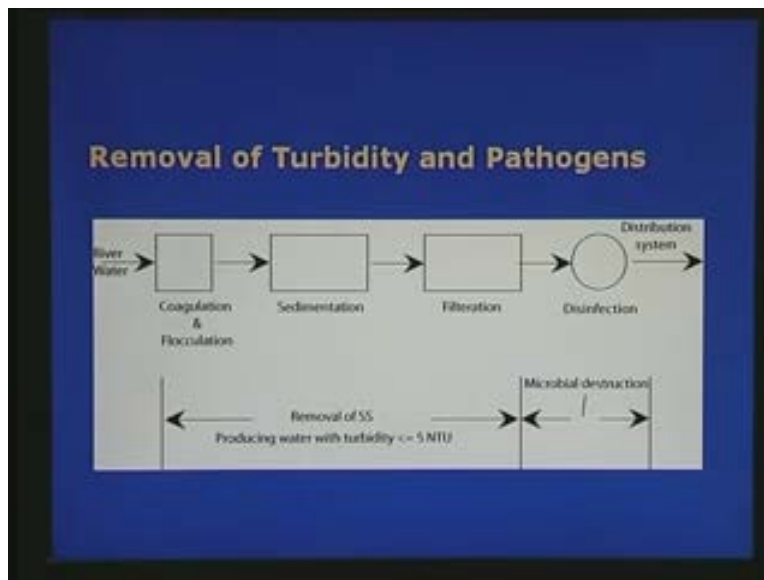 Removal of Turbidity and Pathogens
River
Water
Distribution
system
Coagulation
&
Flocculation
Sedimentation
Filteration
Disinfection
Microbial destruction
Removal of SS
Producing water with turbidity <= 5 NTU